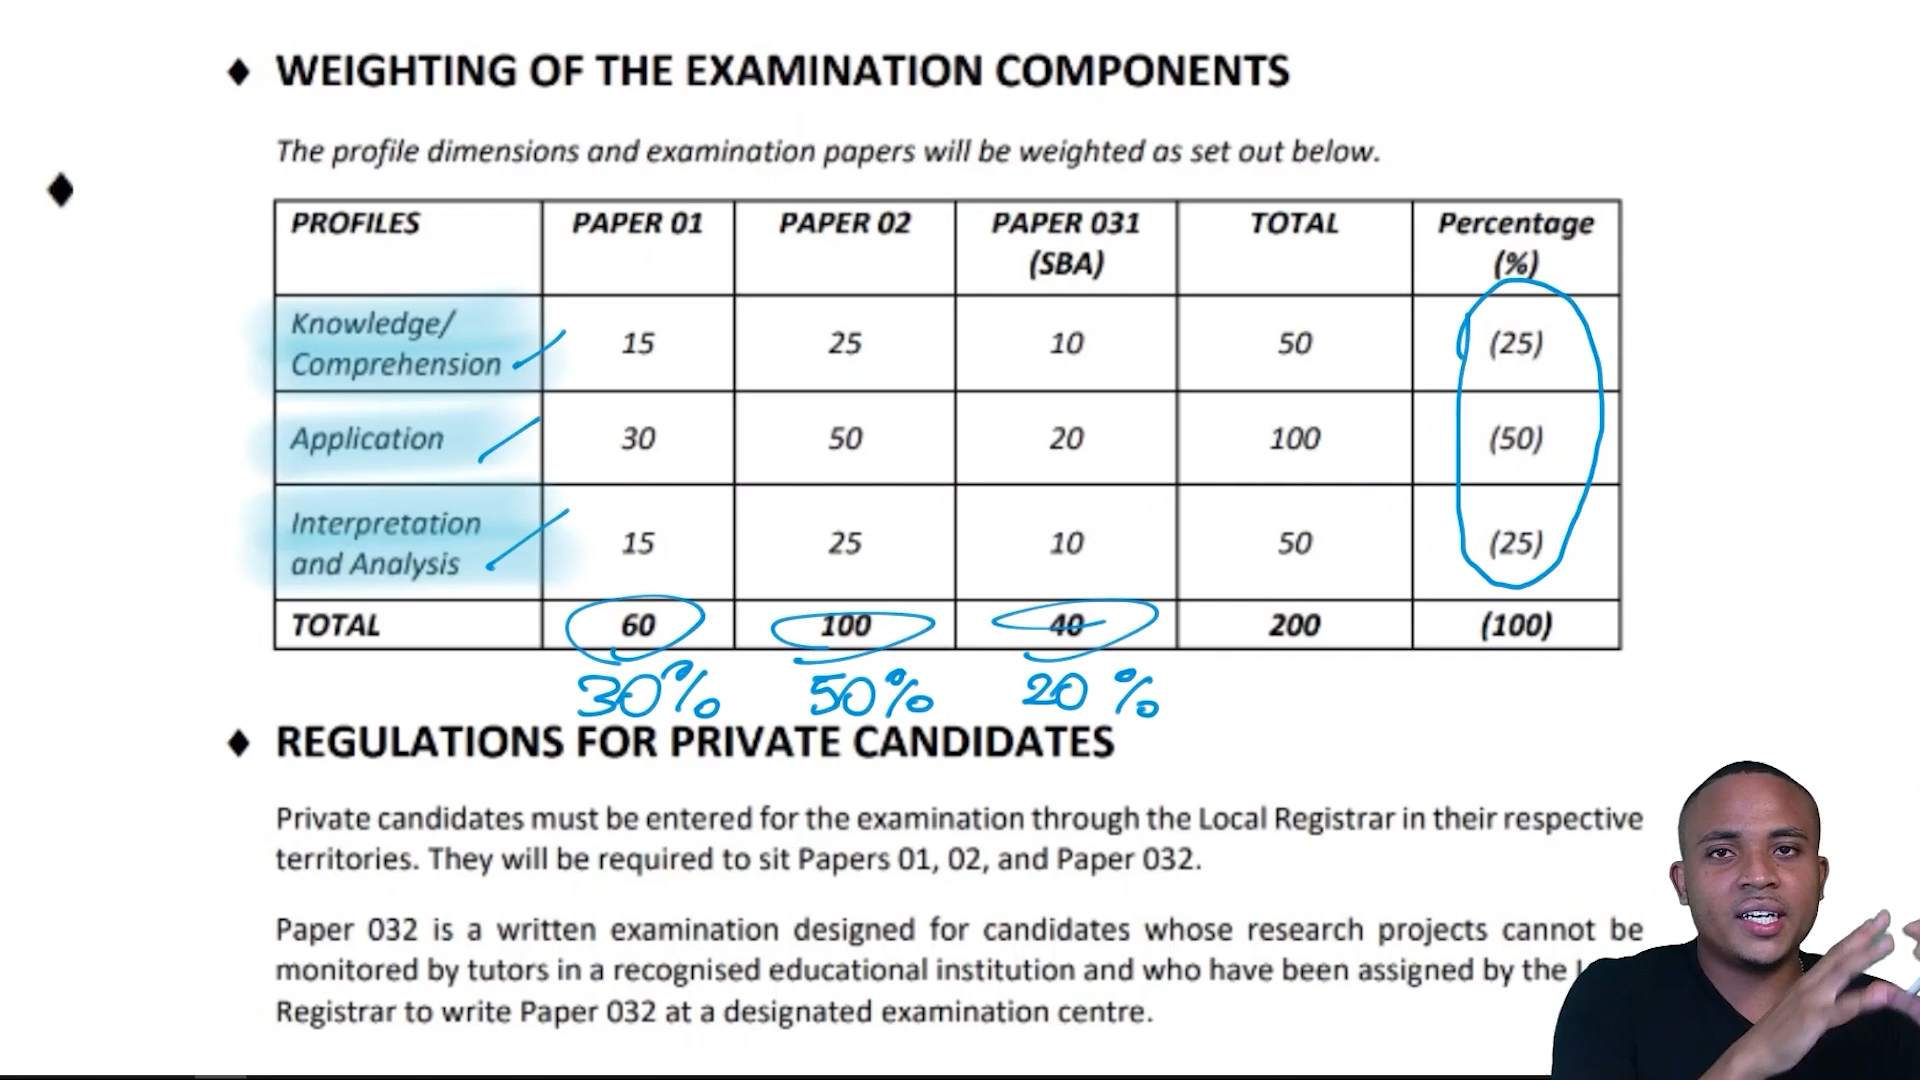 ♦ WEIGHTING OF THE EXAMINATION COMPONENTS
The profile dimensions and examination papers will be weighted as set out below.
♦
PROFILES PAPER 01 PAPER 02 PAPER 031 (SBA) TOTAL Percentage (%)
Knowledge/ Comprehension 15 25 10 50 (25)
Application 30 50 20 100 (50)
Interpretation and Analysis 15 25 10 50 (25)
TOTAL 60 100 40 200 (100)
30% 50% 20%
♦ REGULATIONS FOR PRIVATE CANDIDATES
Private candidates must be entered for the examination through the Local Registrar in their respective
territories. They will be required to sit Papers 01, 02, and Paper 032.
Paper 032 is a written examination designed for candidates whose research projects cannot be
monitored by tutors in a recognised educational institution and who have been assigned by the
Registrar to write Paper 032 at a designated examination centre.